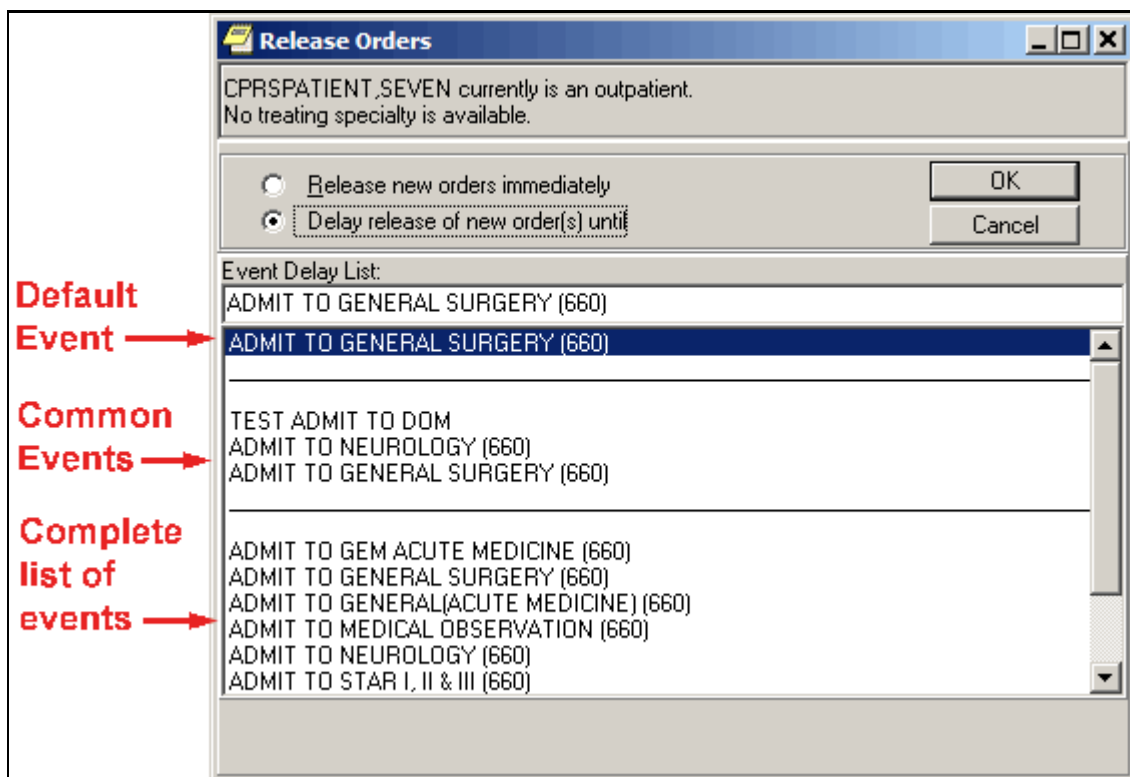 Release Orders
CPRSPATIENT,SEVEN currently is an outpatient.
No treating specialty is available.
Release new orders immediately
OK
Delay release of new order(s) until
Cancel
Event Delay List:
ADMIT TO GENERAL SURGERY (660)
Default
Event
ADMIT TO GENERAL SURGERY (660)
Common
Events
TEST ADMIT TO DOM
ADMIT TO NEUROLOGY (660)
ADMIT TO GENERAL SURGERY (660)
Complete
list of
events
ADMIT TO GEM ACUTE MEDICINE (660)
ADMIT TO GENERAL SURGERY (660)
ADMIT TO GENERAL(ACUTE MEDICINE) (660)
ADMIT TO MEDICAL OBSERVATION (660)
ADMIT TO NEUROLOGY (660)
ADMIT TO STAR I, II & III (660)